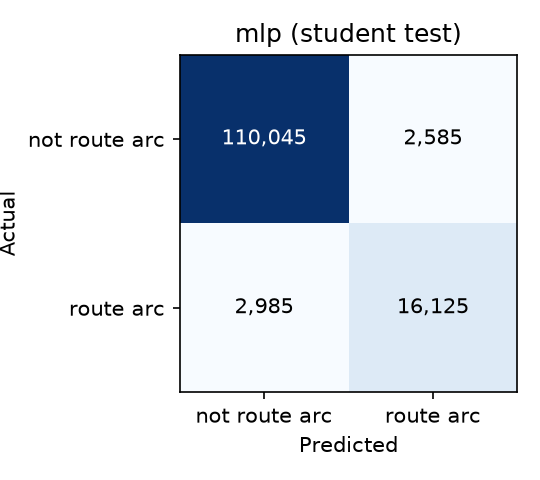 mlp (student test)
not route arc
110,045
2,585
Actual
route arc
2,985
16,125
not route arc
route arc
Predicted